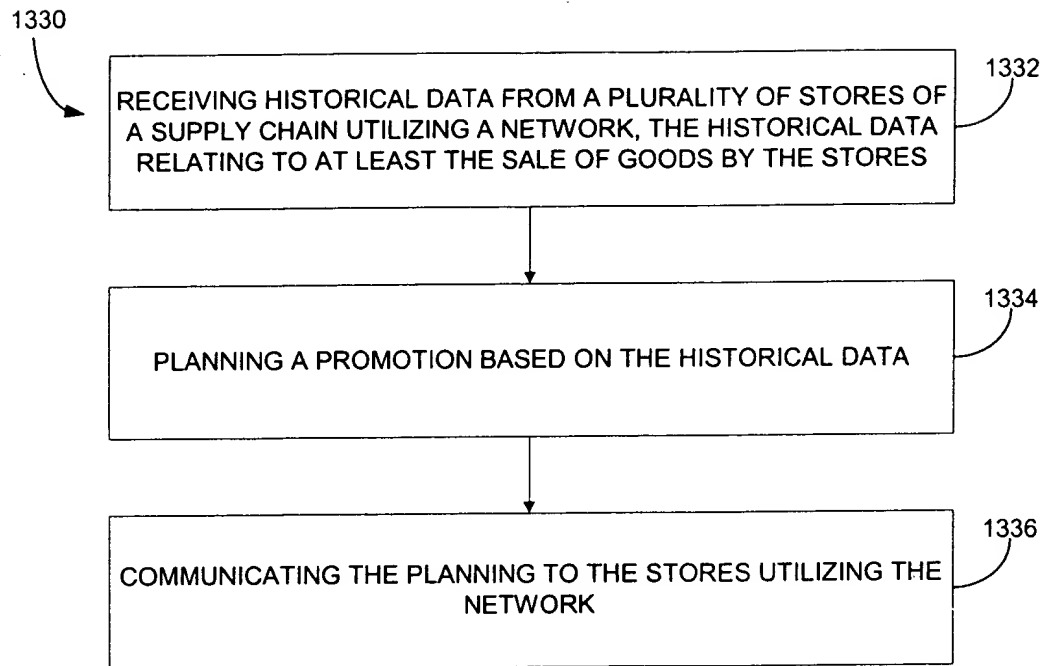 1330
1332
RECEIVING HISTORICAL DATA FROM A PLURALITY OF STORES OF
A SUPPLY CHAIN UTILIZING A NETWORK, THE HISTORICAL DATA
RELATING TO AT LEAST THE SALE OF GOODS BY THE STORES
1334
PLANNING A PROMOTION BASED ON THE HISTORICAL DATA
1336
COMMUNICATING THE PLANNING TO THE STORES UTILIZING THE
NETWORK